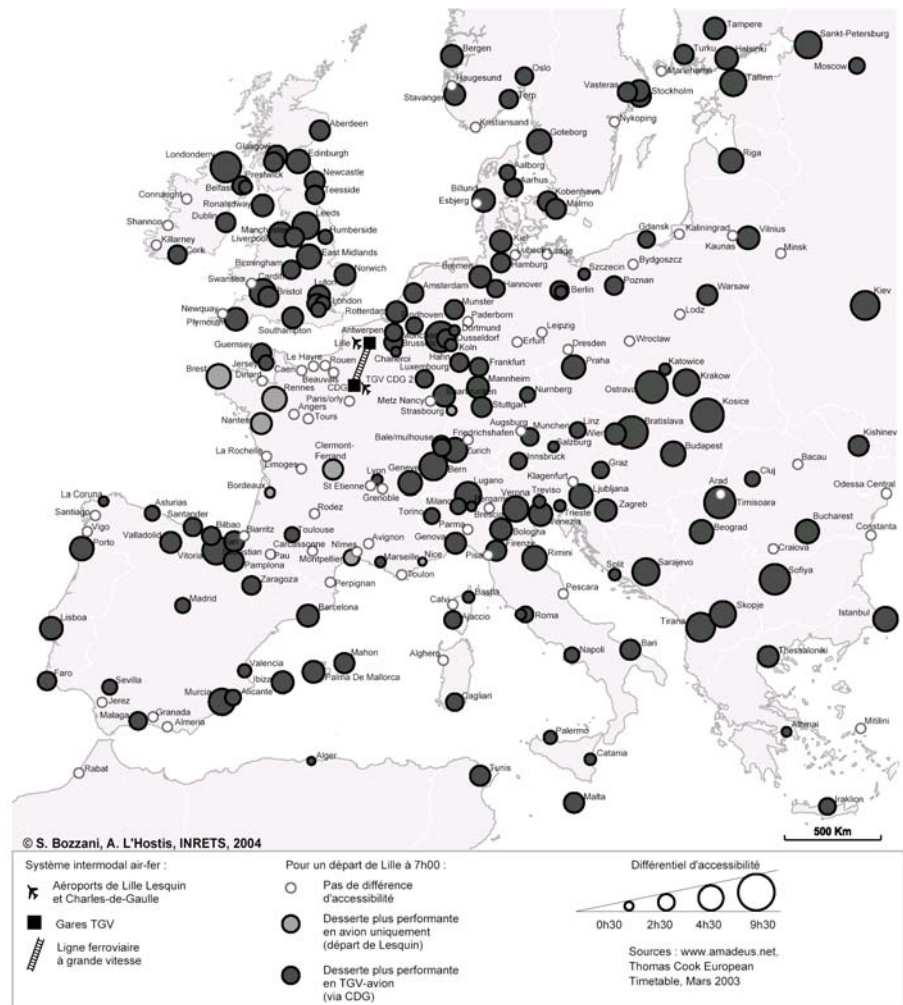 Tampere
Sankt-Petersburg
Bergen
Turku
Helsinki
Oslo
Mariehamn
Moscow
Haugesund
Vasteras
Tallinn
Stavanger
Terp
Stockholm
Kristiansand
Nykoping
Aberdeen
Goteborg
Glasgow
Edinburgh
Riga
Londonderry
Aalborg
Prestwick
Newcastle
Aarhus
Belfast
Teesside
Billund
Kobenhavn
Connaught
Ronaldsway
Esbjerg
Malmo
Dublin
Leeds
Shannon
Manchester
Humberside
Kiel
Gdansk
Kaliningrad
Vilnius
Liverpool
Kaunas
Killarney
Lubeck
Laage
Minsk
Cork
East Midlands
Hamburg
Bydgoszcz
Birmingham
Norwich
Bremen
Szczecin
Swansea
Cardiff
Luton
Amsterdam
Hannover
Poznan
Berlin
Warsaw
Bristol
London
Kiev
Newquay
Rotterdam
Eindhoven
Munster
Paderborn
Lodz
Plymouth
Southampton
Antwerpen
Dortmund
Leipzig
Dusseldorf
Guernsey
Lille
Koln
Erfurt
Wroclaw
Le Havre
Rouen
Charleroi
Hahn
Dresden
Jersey
Caen
Luxembourg
Frankfurt
Praha
Katowice
Brest
Dinard
Beauvais
CDG
TGV CDG 2
Mannheim
Ostrava
Krakow
Rennes
Paris/orly
Metz Nancy
Nurnberg
Kosice
Angers
Strasbourg
Stuttgart
Nantes
Tours
Augsburg
Munchen
Linz
Bratislava
Friedrichshafen
Wien
Bale/mulhouse
Salzburg
Kishinev
La Rochelle
Clermont-
Ferrand
Zurich
Innsbruck
Budapest
Limoges
Graz
Bacau
Geneve
Bern
Klagenfurt
Cluj
Lyon
Lugano
Ljubljana
Arad
Odessa Central
St Etienne
Bordeaux
Grenoble
Milano
Bergamo
Verona
Treviso
Timisoara
La Coruna
Asturias
Torino
Brescia
Trieste
Zagreb
Santiago
Santander
Rodez
Parma
Venezia
Bucharest
Bilbao
Biarritz
Toulouse
Bologna
Beograd
Constanta
Vigo
Valladolid
Carcassonne
Nimes
Avignon
Genova
Firenze
Craiova
Porto
Vitoria
Pau
Nice
Pisa
Rimini
Pamplona
Montpellier
Marseille
Split
Sarajevo
Sofiya
Toulon
Zaragoza
Perpignan
Pescara
Madrid
Bastia
Calvi
Skopje
Barcelona
Istanbul
Lisboa
Ajaccio
Roma
Tirana
Bari
Thessaloniki
Mahon
Alghero
Napoli
Valencia
Faro
Sevilla
Ibiza
Palma De Mallorca
Murcia
Alicante
Cagliari
Jerez
Granada
Mitilini
Malaga
Almeria
Athinai
Palermo
Alger
Catania
Rabat
Tunis
Malta
Iraklion
500 Km
© S. Bozzani, A. L'Hostis, INRETS, 2004
Système intermodal air-fer :
Aéroports de Lille Lesquin
et Charles-de-Gaulle
Gares TGV
Ligne ferroviaire
à grande vitesse
Pour un départ de Lille à 7h00 :
Pas de différence
d'accessibilité
Desserte plus performante
en avion uniquement
(départ de Lesquin)
Desserte plus performante
en TGV-avion
(via CDG)
Différentiel d'accessibilité
0h30 2h30 4h30 9h30
Sources : www.amadeus.net,
Thomas Cook European
Timetable, Mars 2003